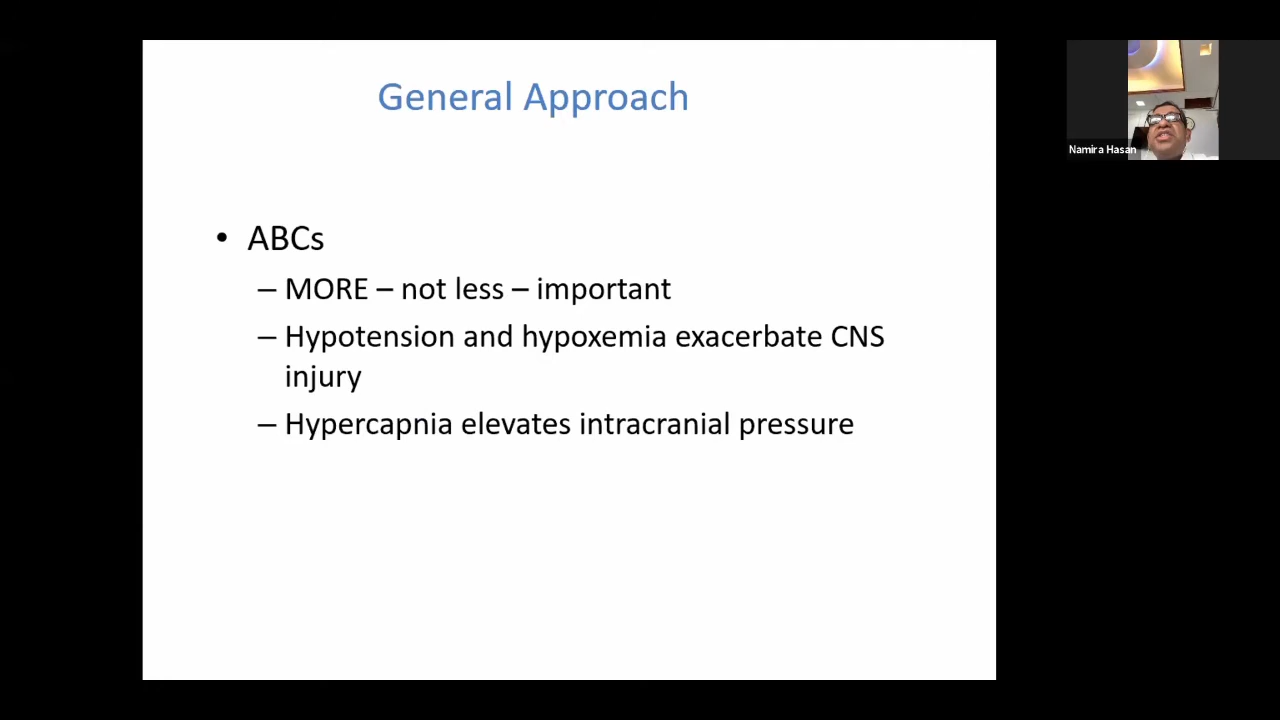 General Approach
• ABCs
– MORE – not less – important
– Hypotension and hypoxemia exacerbate CNS
injury
– Hypercapnia elevates intracranial pressure
Namira Hasan